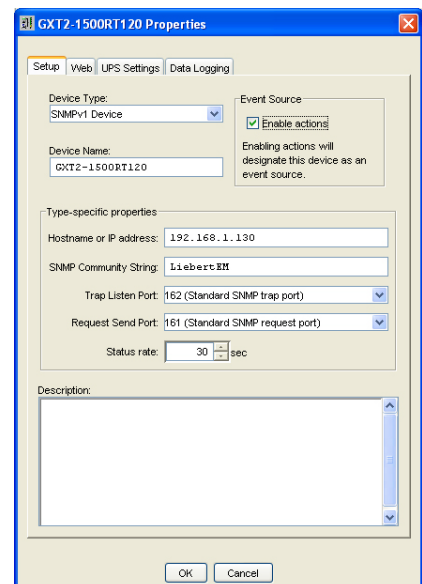 GXT2-1500RT120 Properties
Setup Web UPS Settings Data Logging
Device Type:
SNMPv1 Device
Device Name:
GXT2-1500RT120
Event Source
Enable actions
Enabling actions will
designate this device as an
event source.
Type-specific properties
Hostname or IP address: 192.168.1.130
SNMP Community String: LiebertEM
Trap Listen Port: 162 (Standard SNMP trap port)
Request Send Port: 161 (Standard SNMP request port)
Status rate: 30 sec
Description:
OK Cancel